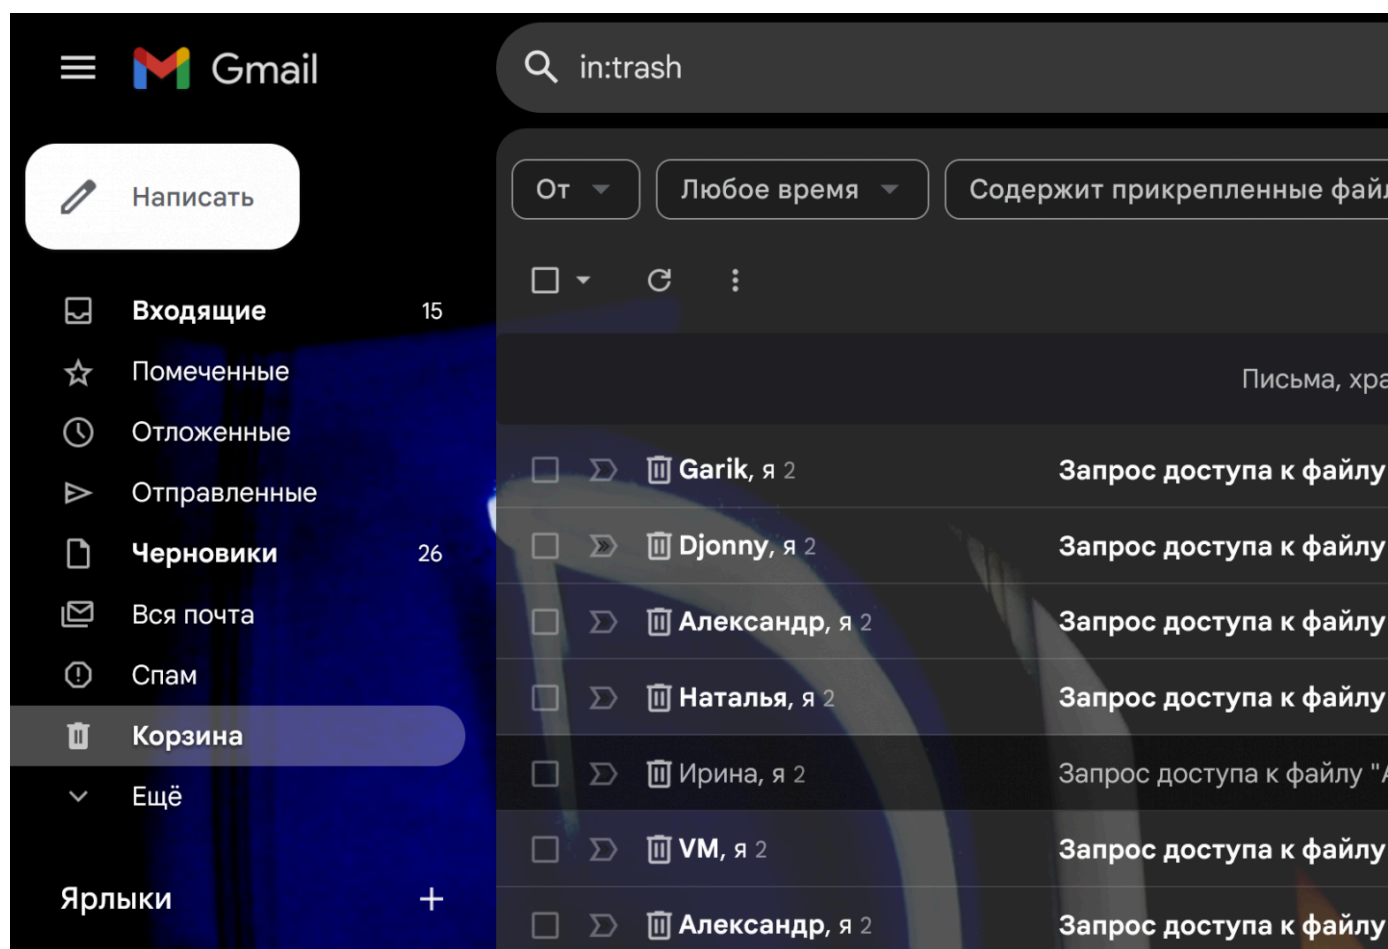 Gmail
in:trash
Написать
От
Любое время
Содержит прикрепленные
Входящие 15
Помеченные
Отложенные
Отправленные
Черновики 26
Вся почта
Спам
Корзина
Ещё
Ярлыки
Письма,
Garik, я 2 Запрос доступа к файлу
Djonny, я 2 Запрос доступа к файлу
Александр, я 2 Запрос доступа к файлу
Наталья, я 2 Запрос доступа к файлу
Ирина, я 2 Запрос доступа к файлу
VM, я 2 Запрос доступа к файлу
Александр, я 2 Запрос доступа к файлу